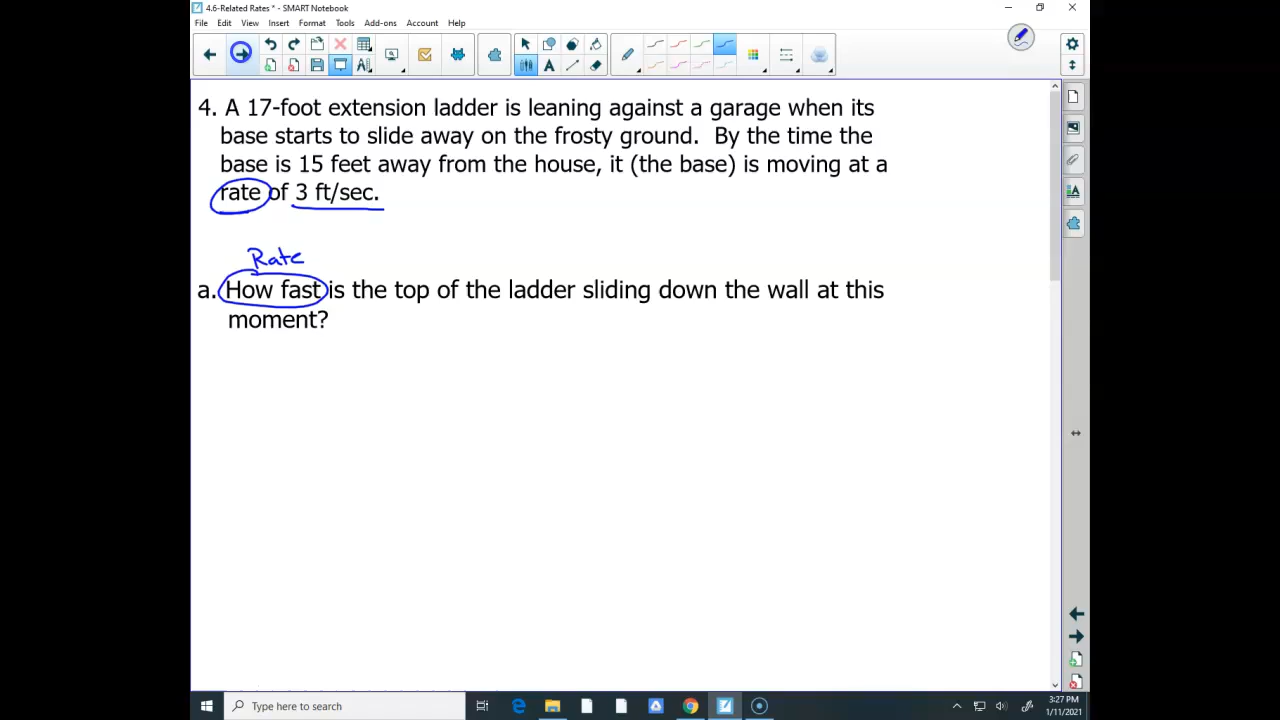 4.6-Related Rates * - SMART Notebook
File Edit View Insert Format Tools Add-ons Account Help
4. A 17-foot extension ladder is leaning against a garage when its
base starts to slide away on the frosty ground. By the time the
base is 15 feet away from the house, it (the base) is moving at a
rate of 3 ft/sec.
Rate
a. How fast is the top of the ladder sliding down the wall at this
moment?
Type here to search
3:27 PM
1/11/2021